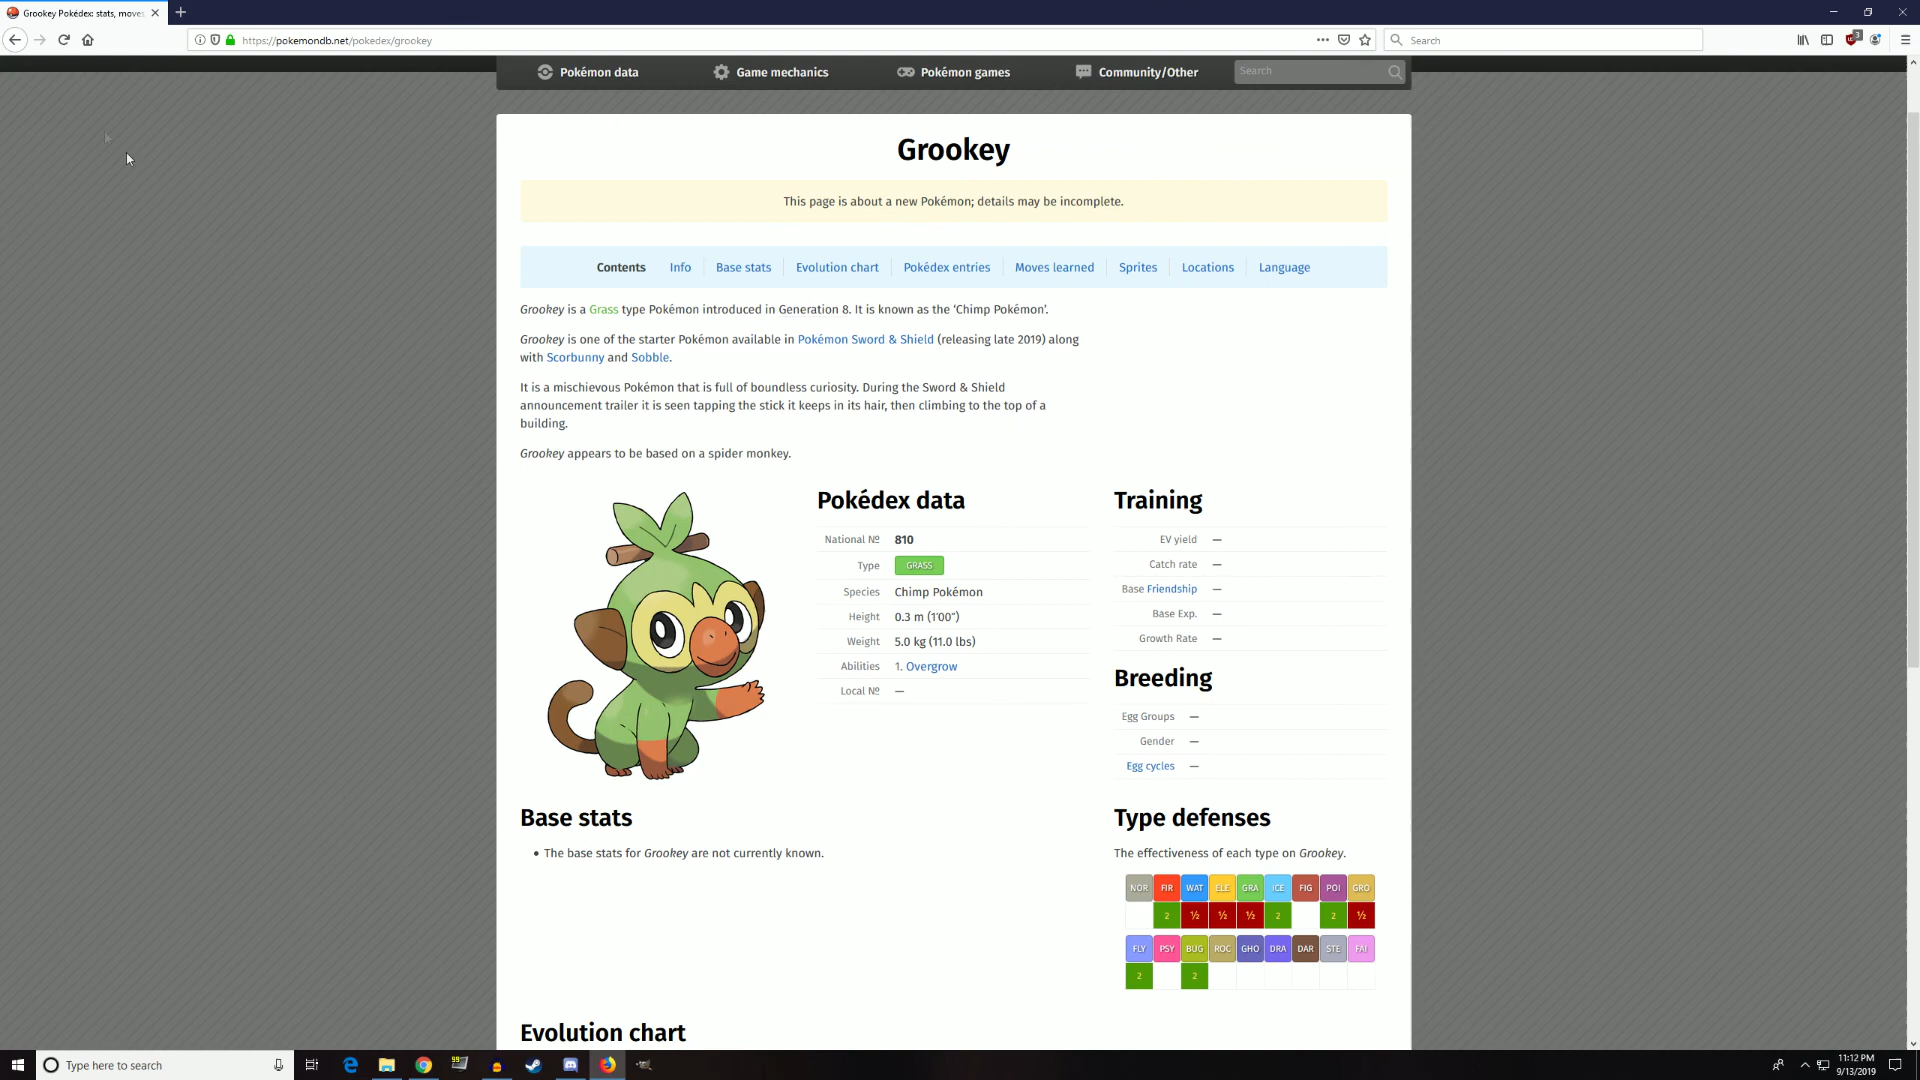 Grookey Pokédex: stats, moves,
https://pokemondb.net/pokedex/grookey
Search
3
Pokémon data
Game mechanics
Pokémon games
Community/Other
Search
Grookey
This page is about a new Pokémon; details may be incomplete.
Contents Info Base stats Evolution chart Pokédex entries Moves learned Sprites Locations Language
Grookey is a Grass type Pokémon introduced in Generation 8. It is known as the ‘Chimp Pokémon’.
Grookey is one of the starter Pokémon available in Pokémon Sword & Shield (releasing late 2019) along
with Scorbunny and Sobble.
It is a mischievous Pokémon that is full of boundless curiosity. During the Sword & Shield
announcement trailer it is seen tapping the stick it keeps in its hair, then climbing to the top of a
building.
Grookey appears to be based on a spider monkey.
Pokédex data
National № 810
Type GRASS
Species Chimp Pokémon
Height 0.3 m (1′00″)
Weight 5.0 kg (11.0 lbs)
Abilities 1. Overgrow
Local № —
Training
EV yield —
Catch rate —
Base Friendship —
Base Exp. —
Growth Rate —
Breeding
Egg Groups —
Gender —
Egg cycles —
Base stats
• The base stats for Grookey are not currently known.
Type defenses
The effectiveness of each type on Grookey.
NOR FIR WAT ELE GRA ICE FIG POI GRO
2 ½ ½ ½ 2 2 ½
FLY PSY BUG ROC GHO DRA DAR STE FAI
2 2
Evolution chart
Type here to search
99
11:12 PM
9/13/2019